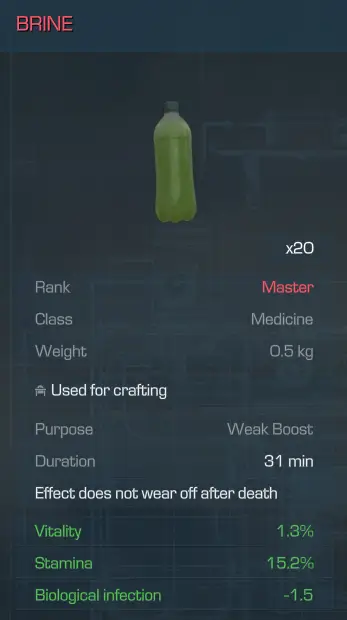 BRINE
x20
Rank Master
Class Medicine
Weight 0.5 kg
Used for crafting
Purpose Weak Boost
Duration 31 min
Effect does not wear off after death
Vitality 1.3%
Stamina 15.2%
Biological infection -1.5